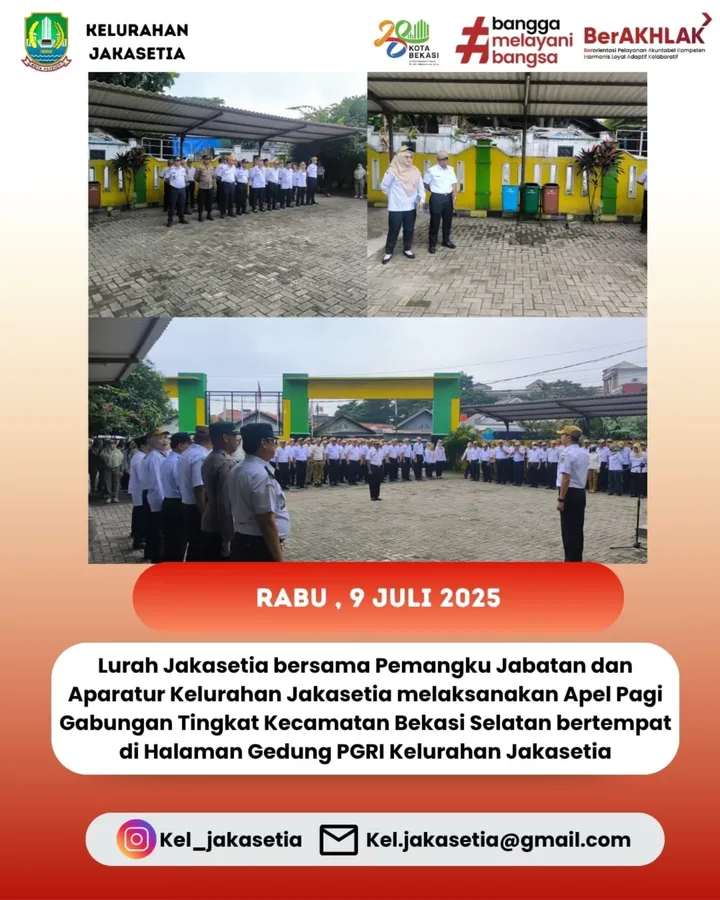 KELURAHAN
JAKASETIA
28 KOTA
BEKASI
#bangga
melayani
bangsa
BerAKHLAK
Berorientasi Pelayanan Akuntabel Kompeten
Harmonis Loyal Adaptif Kolaboratif
RABU , 9 JULI 2025
Lurah Jakasetia bersama Pemangku Jabatan dan
Aparatur Kelurahan Jakasetia melaksanakan Apel Pagi
Gabungan Tingkat Kecamatan Bekasi Selatan bertempat
di Halaman Gedung PGRI Kelurahan Jakasetia
Kel_jakasetia
Kel.jakasetia@gmail.com